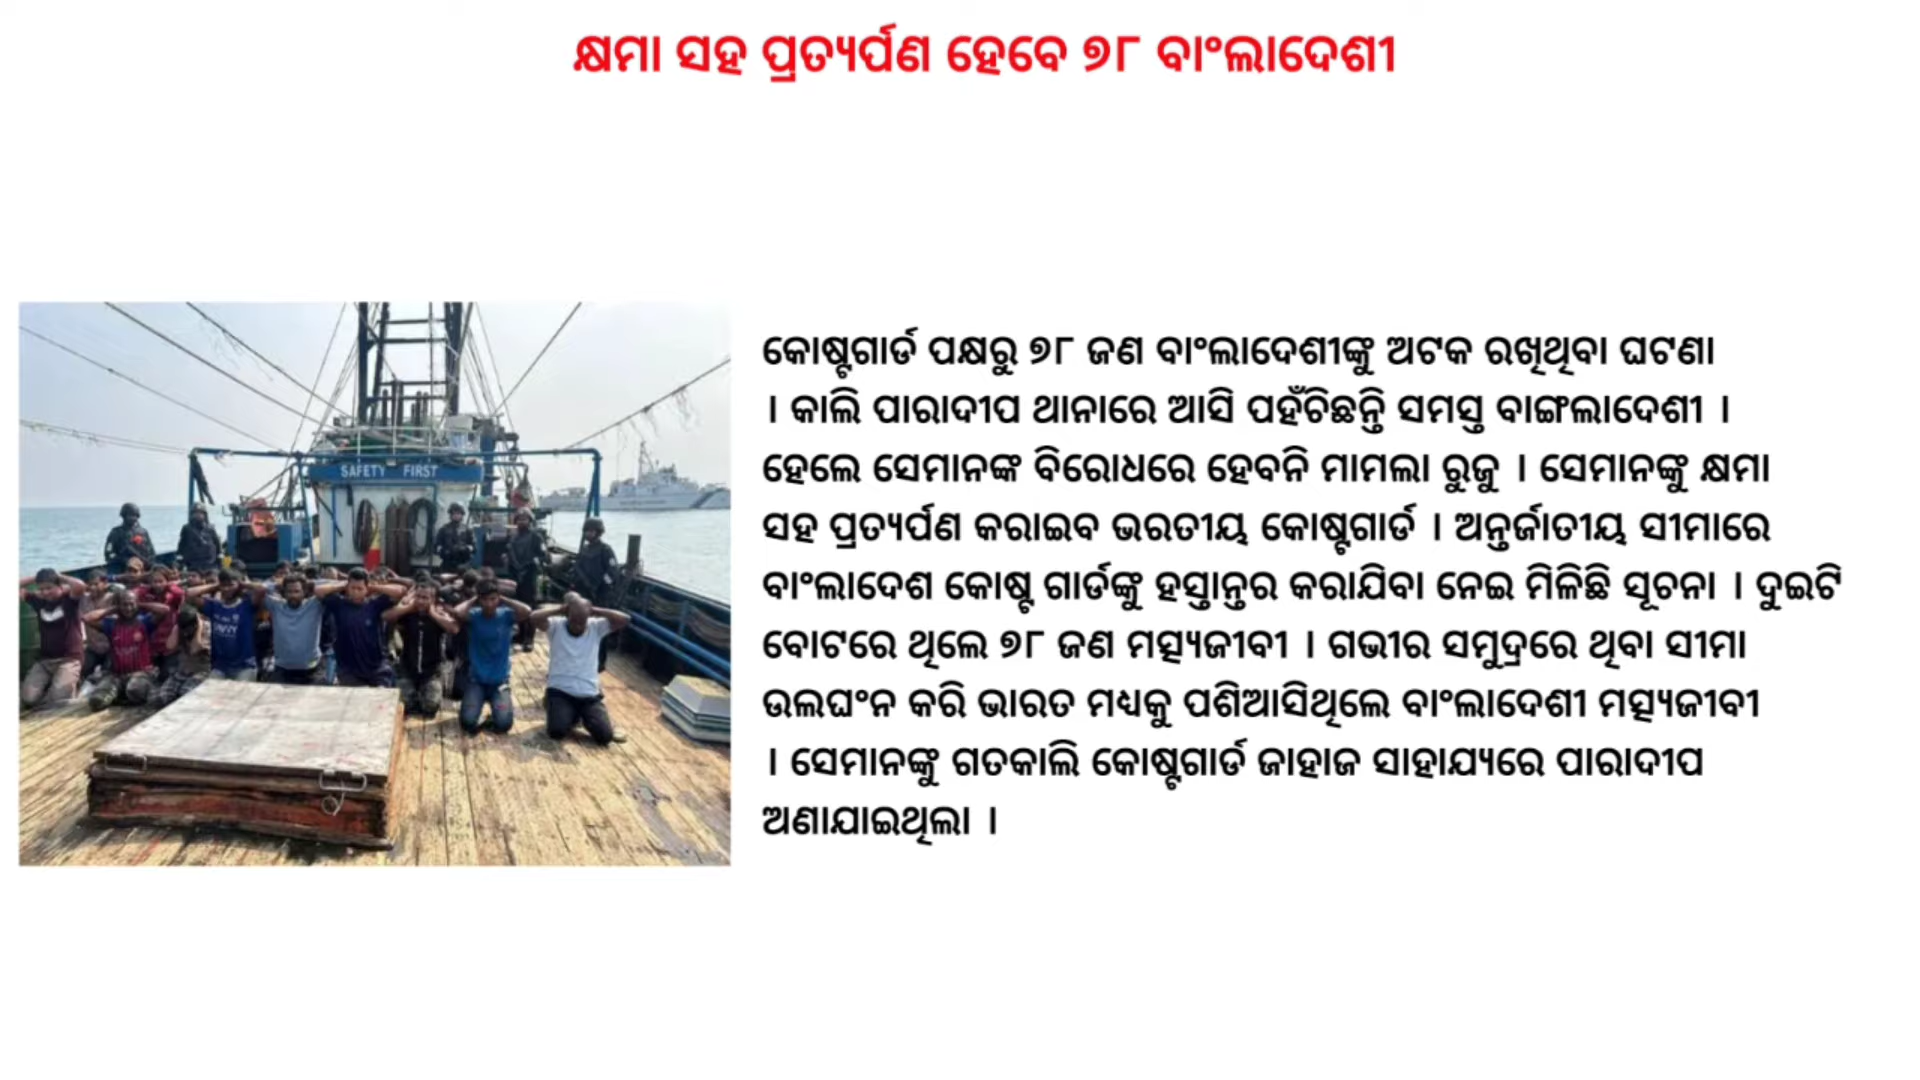 କ୍ଷମା ସହ ପ୍ରତ୍ୟର୍ପଣ ହେବେ ୭୮ ବାଂଲାଦେଶୀ
SAFETY FIRST
କୋଷ୍ଟଗାର୍ଡ ପକ୍ଷରୁ ୭୮ ଜଣ ବାଂଲାଦେଶୀଙ୍କୁ ଅଟକ ରଖିଥିବା ଘଟଣା
। କାଲି ପାରାଦୀପ ଥାନାରେ ଆସି ପହଁଚିଛନ୍ତି ସମସ୍ତ ବାଙ୍ଗଲାଦେଶୀ ।
ହେଲେ ସେମାନଙ୍କ ବିରୋଧରେ ହେବନି ମାମଲା ରୁଜୁ । ସେମାନଙ୍କୁ କ୍ଷମା
ସହ ପ୍ରତ୍ୟର୍ପଣ କରାଇବ ଭରତୀୟ କୋଷ୍ଟଗାର୍ଡ । ଅନ୍ତର୍ଜାତୀୟ ସୀମାରେ
ବାଂଲାଦେଶ କୋଷ୍ଟ ଗାର୍ଡଙ୍କୁ ହସ୍ତାନ୍ତର କରାଯିବା ନେଇ ମିଳିଛି ସୂଚନା । ଦୁଇଟି
ବୋଟରେ ଥିଲେ ୭୮ ଜଣ ମତ୍ସ୍ୟଜୀବୀ । ଗଭୀର ସମୁଦ୍ରରେ ଥିବା ସୀମା
ଉଲଘଂନ କରି ଭାରତ ମଧ୍ୟକୁ ପଶିଆସିଥିଲେ ବାଂଲାଦେଶୀ ମତ୍ସ୍ୟଜୀବୀ
। ସେମାନଙ୍କୁ ଗତକାଲି କୋଷ୍ଟଗାର୍ଡ ଜାହାଜ ସାହାଯ୍ୟରେ ପାରାଦୀପ
ଅଣାଯାଇଥିଲା ।